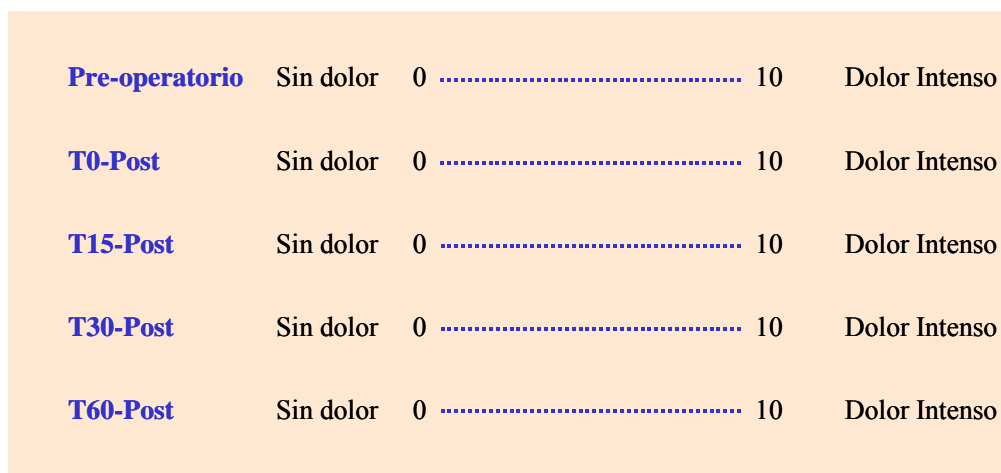 Pre-operatorio Sin dolor 0 10 Dolor Intenso
T0-Post Sin dolor 0 10 Dolor Intenso
T15-Post Sin dolor 0 10 Dolor Intenso
T30-Post Sin dolor 0 10 Dolor Intenso
T60-Post Sin dolor 0 10 Dolor Intenso